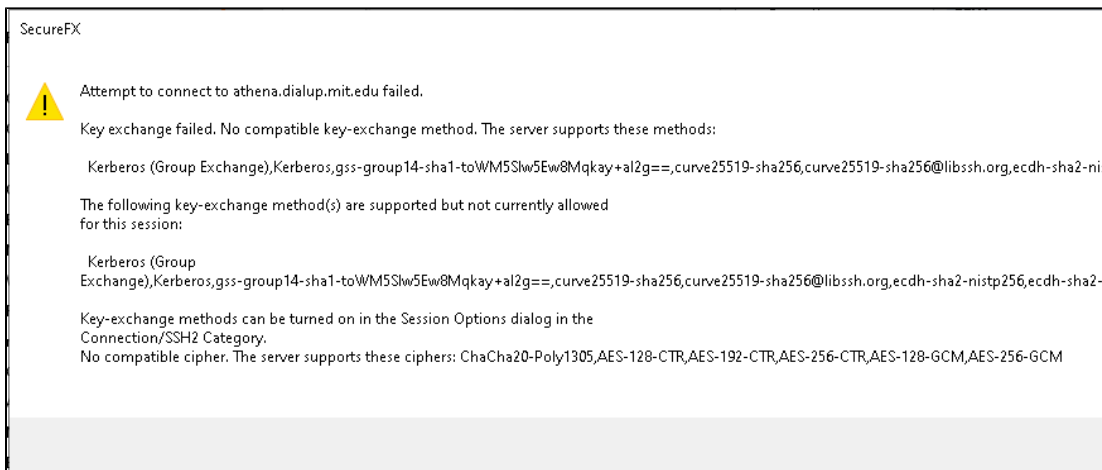 SecureFX
Attempt to connect to athena.dialup.mit.edu failed.
Key exchange failed. No compatible key-exchange method. The server supports these methods:
Kerberos (Group Exchange),Kerberos,gss-group14-sha1-toWM5Slw5Ew8Mqkay+al2g==,curve25519-sha256,curve25519-sha256@libssh.org,ecdh-sha2-ni
The following key-exchange method(s) are supported but not currently allowed
for this session:
Kerberos (Group
Exchange),Kerberos,gss-group14-sha1-toWM5Slw5Ew8Mqkay+al2g==,curve25519-sha256,curve25519-sha256@libssh.org,ecdh-sha2-nistp256,ecdh-sha2-
Key-exchange methods can be turned on in the Session Options dialog in the
Connection/SSH2 Category.
No compatible cipher. The server supports these ciphers: ChaCha20-Poly1305,AES-128-CTR,AES-192-CTR,AES-256-CTR,AES-128-GCM,AES-256-GCM